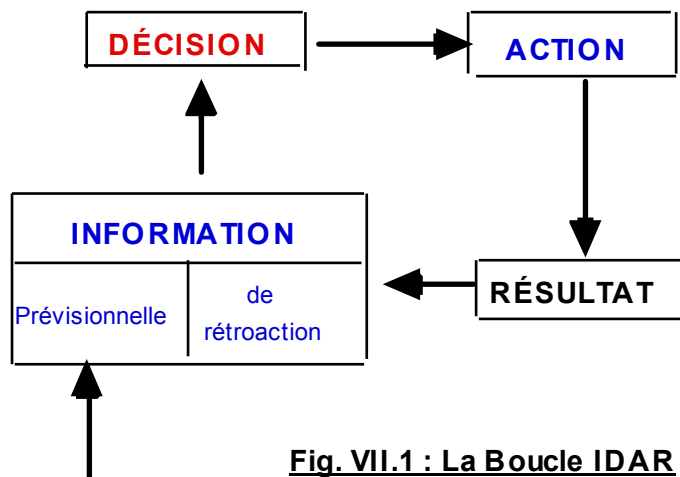 DÉCISION
ACTION
INFORMATION
Prévisionnelle
de
rétroaction
RÉSULTAT
Fig. VII.1 : La Boucle IDAR